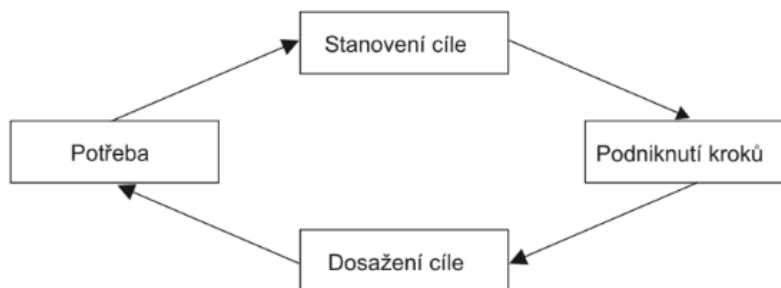 Stanovení cíle
Potřeba
Podniknutí kroků
Dosažení cíle